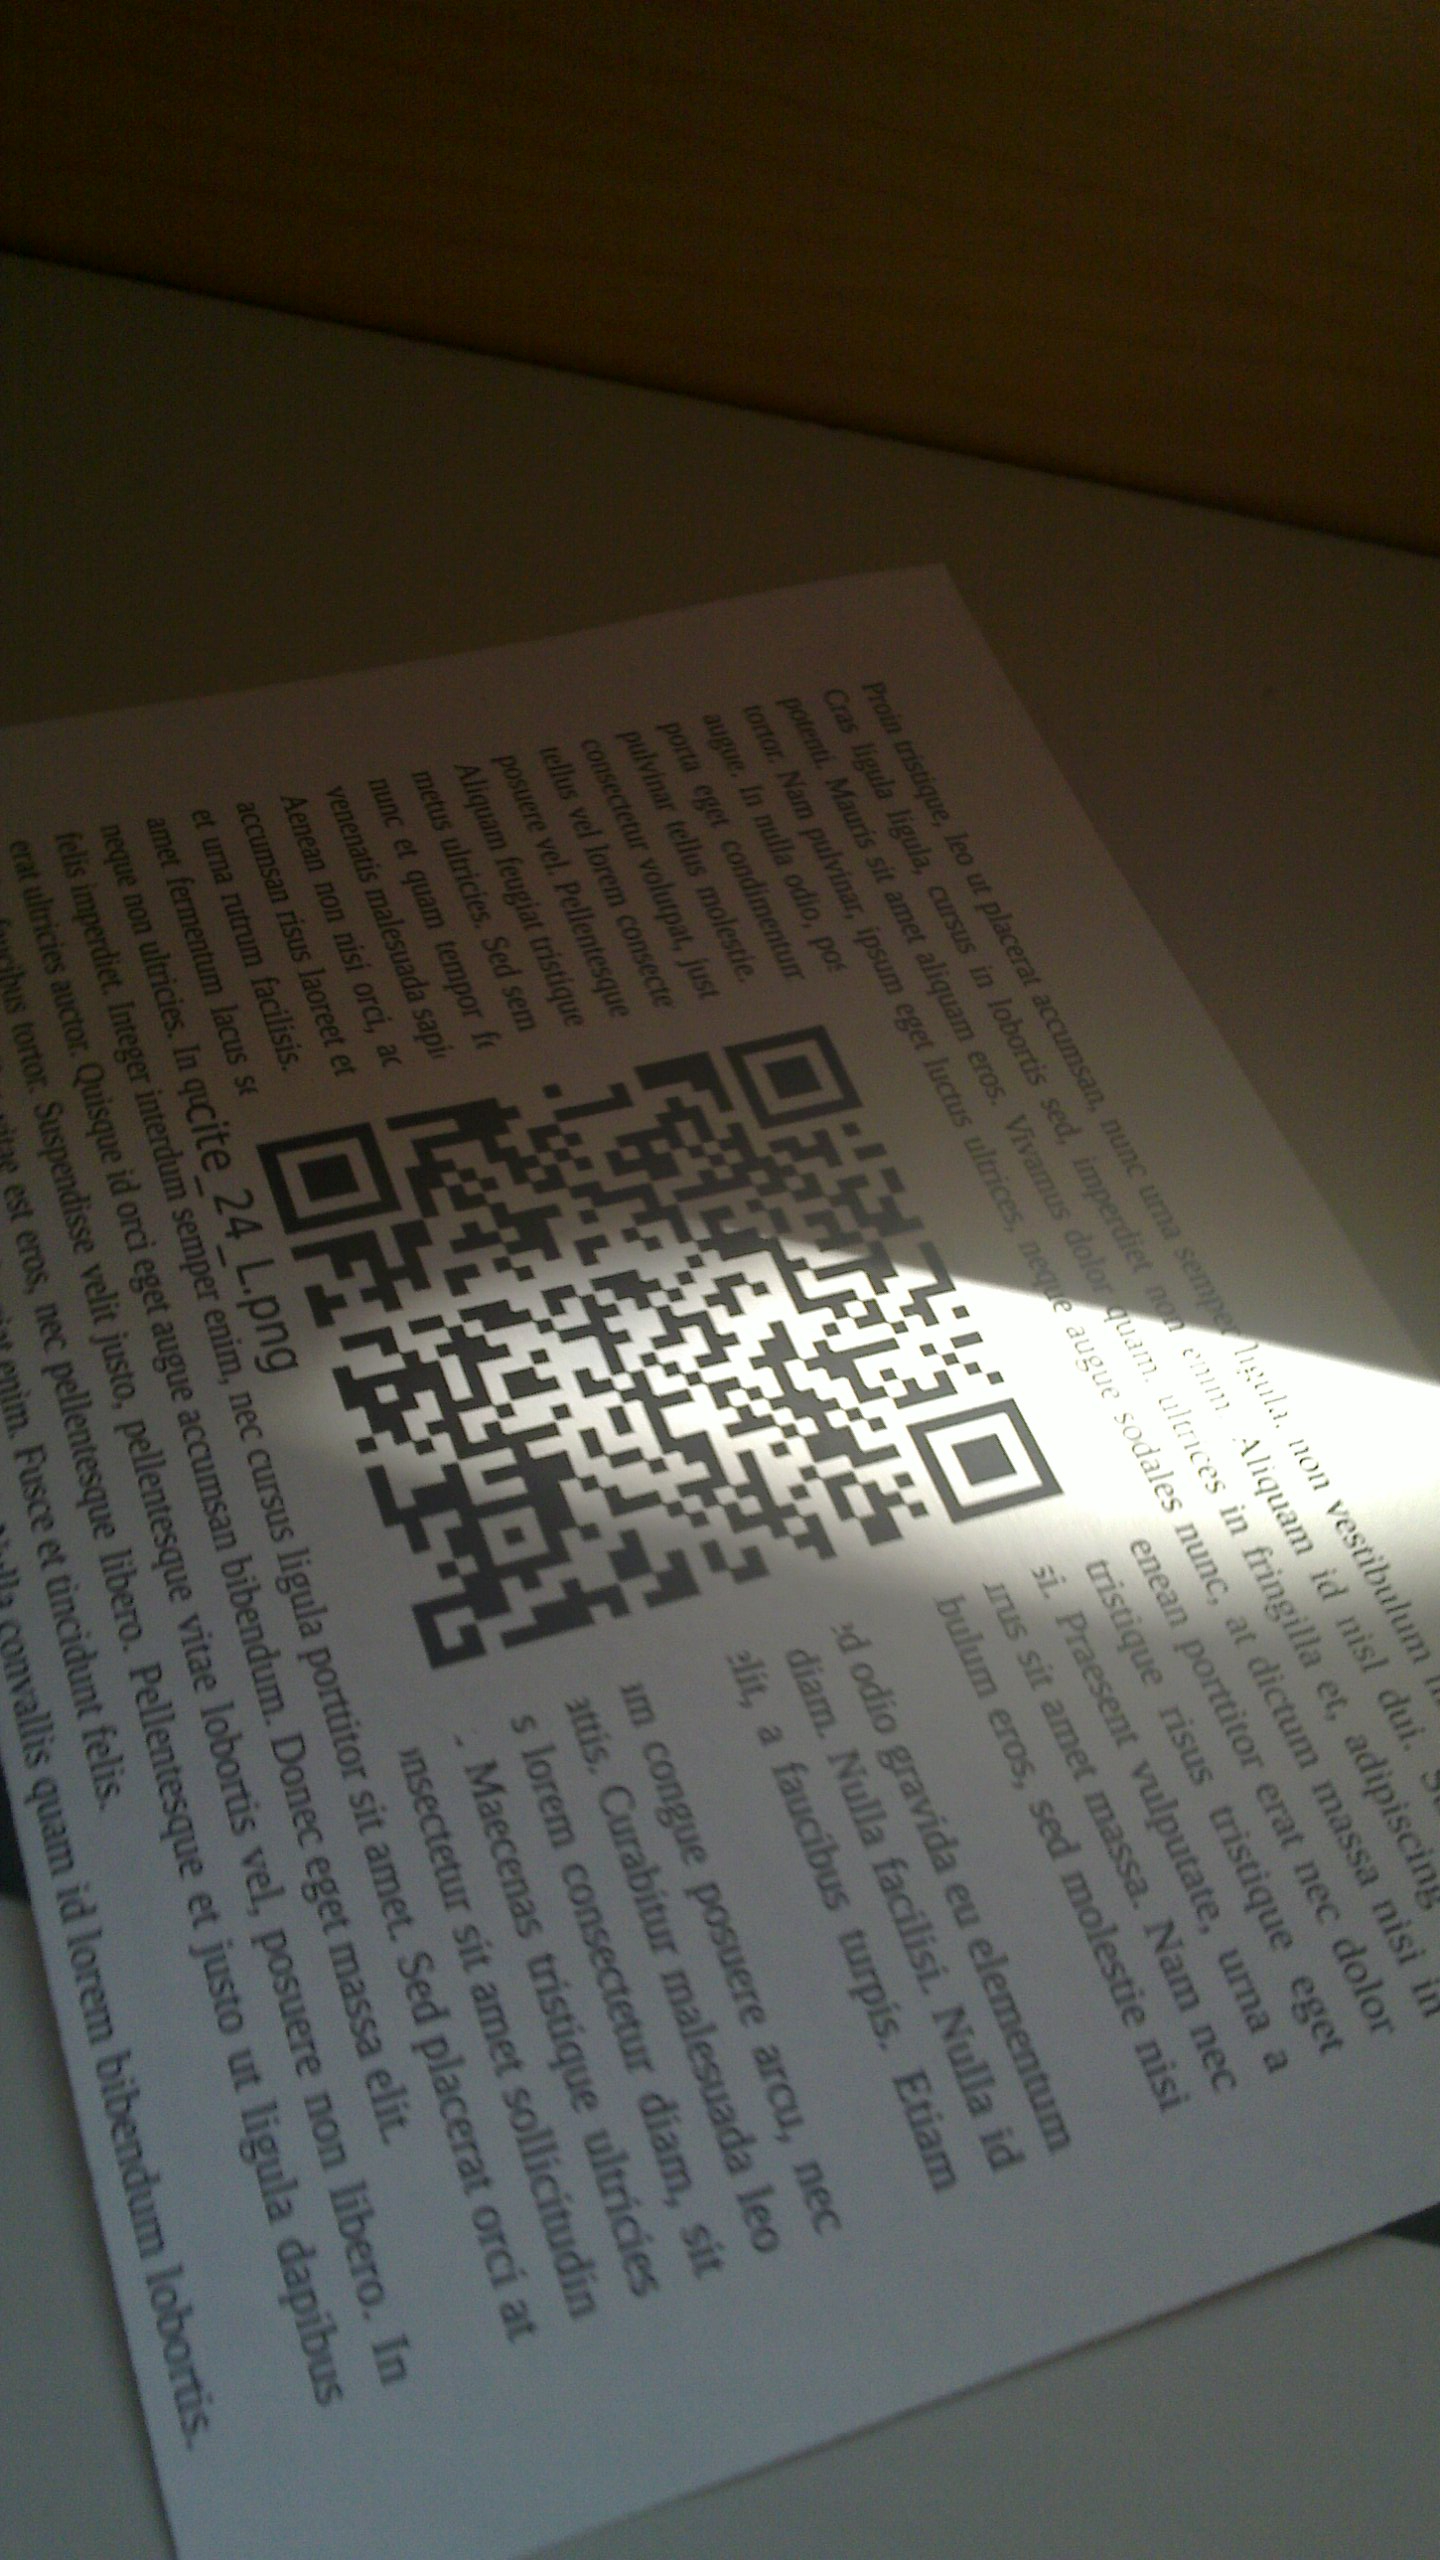 Proin tristique, leo ut placerat accumsan, nunc urna semper ligula, non vestibulum
Cras ligula ligula, cursus in lobortis sed, imperdiet non enim. Aliquam id nisl dui.
potenti. Mauris sit amet aliquam eros. Vivamus dolor quam, ultrices in fringilla et, adipiscing
tortor. Nam pulvinar, ipsum eget luctus ultrices, neque augue sodales nunc, at dictum massa nisi in
augue. In nulla odio, pos enean porttitor erat nec dolor
porta eget condimentum tristique risus tristique eget
pulvinar tellus molestie. si. Praesent vulputate, urna a
consectetur volutpat, just sit amet massa. Nam nec
tellus vel lorem consecte bulum eros, sed molestie nisi
posuere vel. Pellentesque
Aliquam feugiat tristique odio gravida eu elementum
metus ultricies. Sed sem diam. Nulla facilisi. Nulla id
nunc et quam tempor elit, a faucibus turpis. Etiam
venenatis malesuada sapi
Aenean non nisi orci, ac congue posuere arcu, nec
accumsan risus laoreet et attis. Curabitur malesuada leo
et urna rutrum facilisis. s lorem consectetur diam, sit
amet fermentum lacus . Maecenas tristique ultricies
neque non ultricies. In qu nsectetur sit amet sollicitudin
cite_24_L.png
felis imperdiet. Integer interdum semper enim, nec cursus ligula porttitor sit amet. Sed placerat orci at
erat ultricies auctor. Quisque id orci eget augue accumsan bibendum. Donec eget massa elit.
faucibus tortor. Suspendisse velit justo, pellentesque vitae lobortis vel, posuere non libero. In
vitae est eros, nec pellentesque libero. Pellentesque et justo ut ligula dapibus
enim. Fusce et tincidunt felis.
convallis quam id lorem bibendum lobortis.